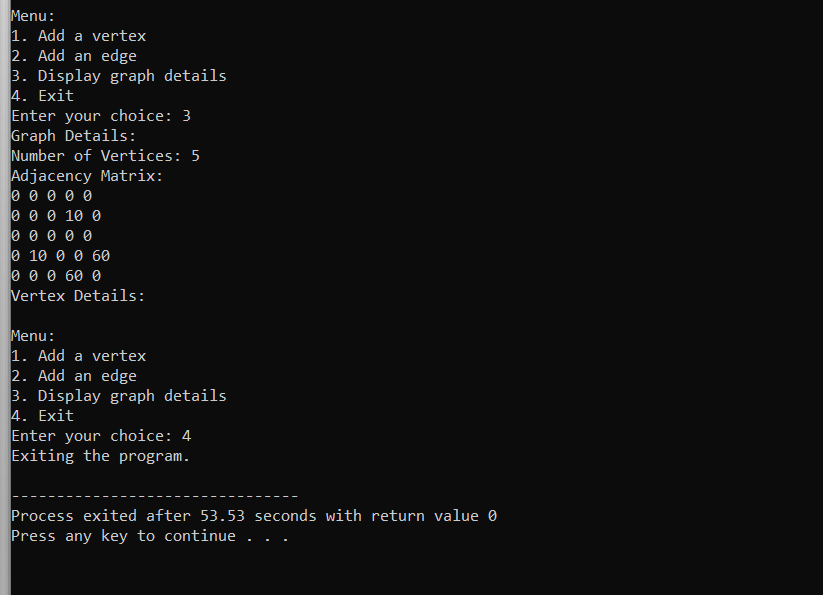 Menu:
1. Add a vertex
2. Add an edge
3. Display graph details
4. Exit
Enter your choice: 3
Graph Details:
Number of Vertices: 5
Adjacency Matrix:
0 0 0 0 0
0 0 0 10 0
0 0 0 0 0
0 10 0 0 60
0 0 0 60 0
Vertex Details:

Menu:
1. Add a vertex
2. Add an edge
3. Display graph details
4. Exit
Enter your choice: 4
Exiting the program.

--------------------------------
Process exited after 53.53 seconds with return value 0
Press any key to continue . . .